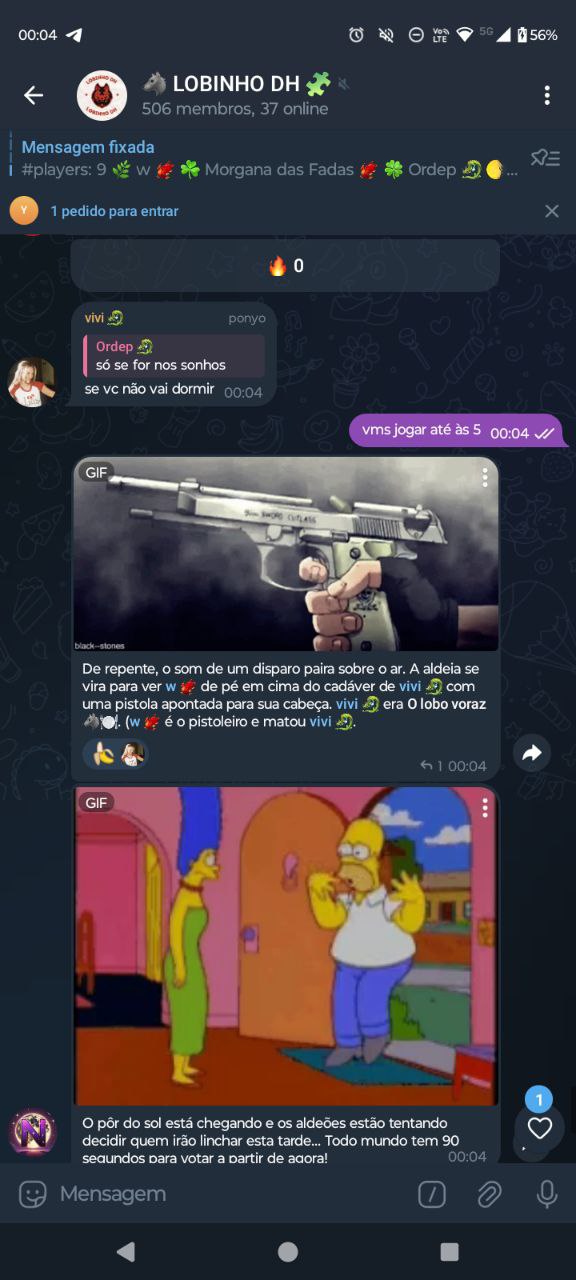 00:04
Vo))
LTE
5G
56%
LOBINHO DH
506 membros, 37 online
Mensagem fixada
#players: 9 🌿 w 🐲 ☘️ Morgana das Fadas 🐲 🍀 Ordep 🐲 🌖...
Y
1 pedido para entrar
🔥 0
vivi 🐲 ponyo
Ordep 🐲
só se for nos sonhos
se vc não vai dormir 00:04
vms jogar até às 5 00:04
GIF
9mm SWORD CUTLASS
black--stones
De repente, o som de um disparo paira sobre o ar. A aldeia se
vira para ver w 🐲 de pé em cima do cadáver de vivi 🐲 com
uma pistola apontada para sua cabeça. vivi 🐲 era O lobo voraz
🐺🍽. (w 🐲 é o pistoleiro e matou vivi 🐲.
1 00:04
GIF
1
N
O pôr do sol está chegando e os aldeões estão tentando
decidir quem irão linchar esta tarde... Todo mundo tem 90
segundos para votar a partir de agora!
00:04
Mensagem